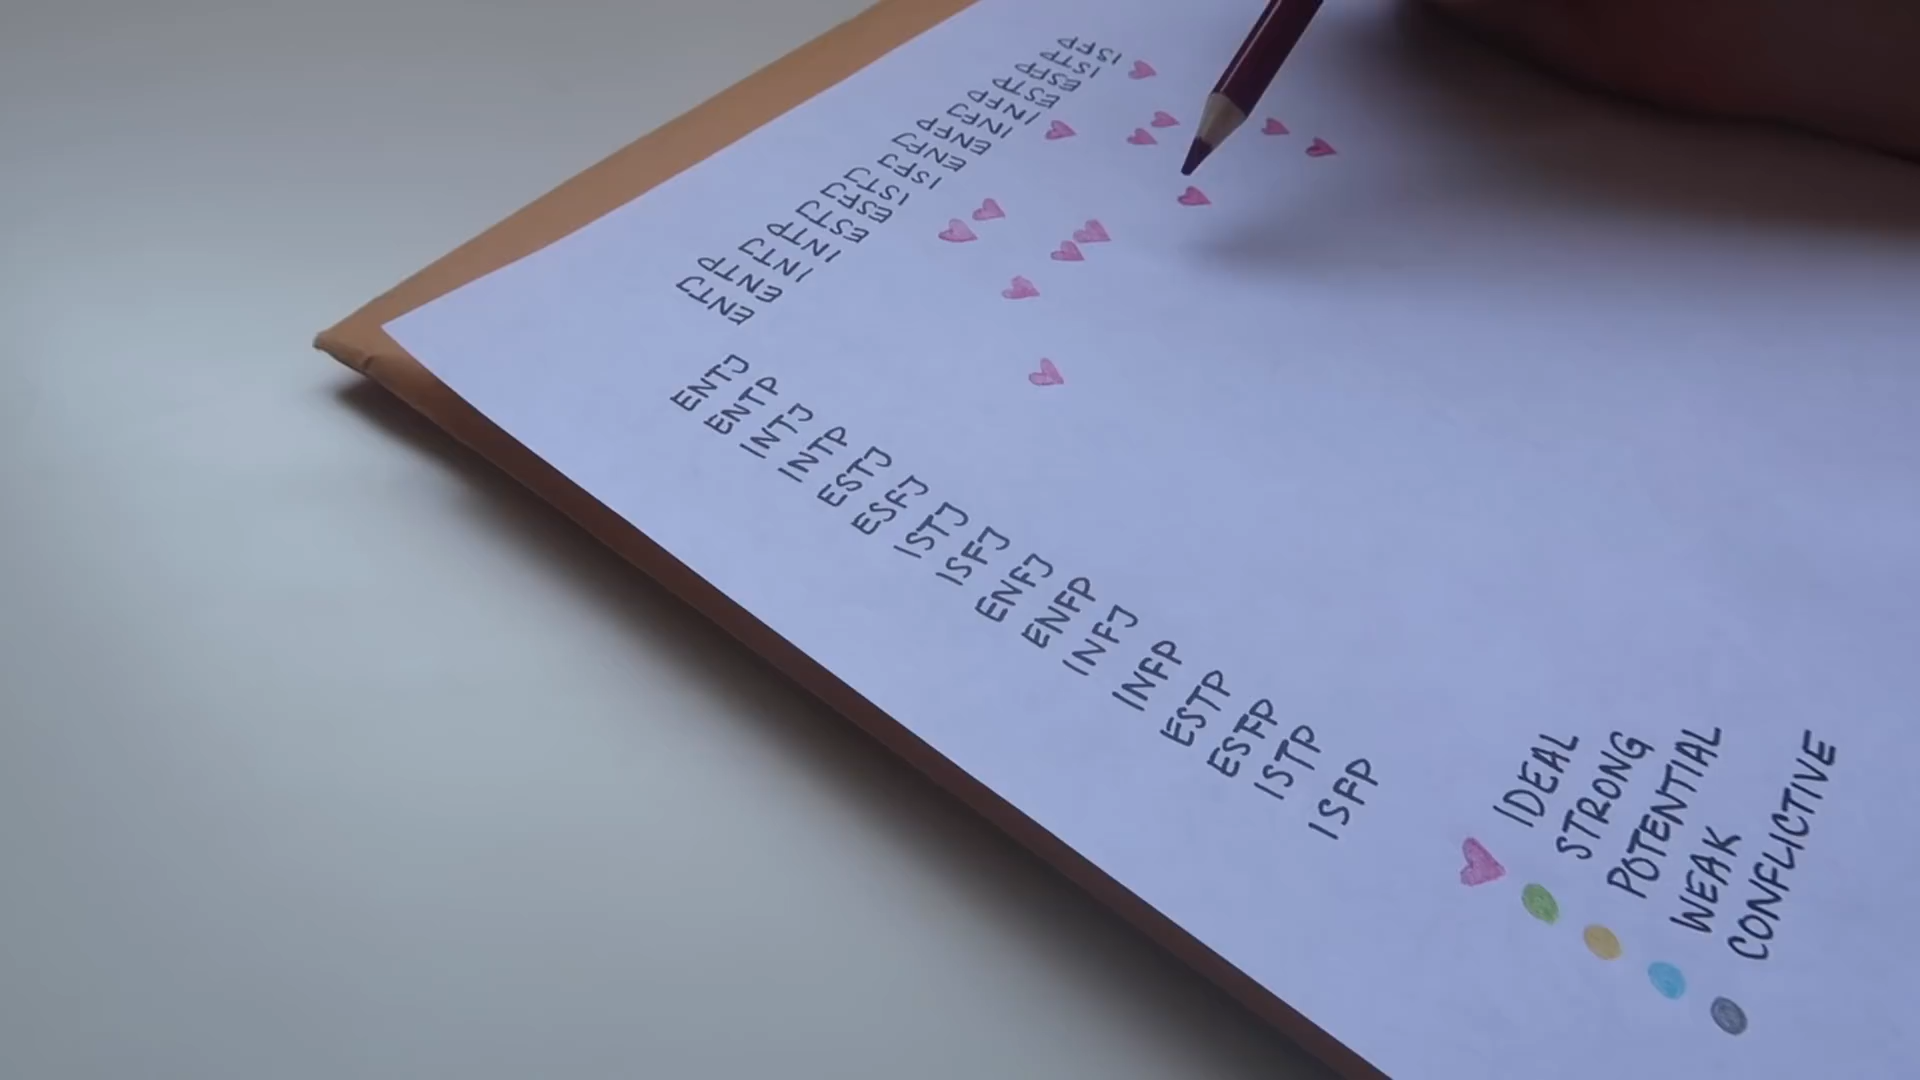 ISFP
ISTP
ESFP
ESTP
INFP
INFJ
ENFP
ENFJ
ISFJ
ISTJ
ESFJ
ESTJ
INTP
INTJ
ENTP
ENTJ
ENTJ
ENTP
INTJ
INTP
ESTJ
ESFJ
ISTJ
ISFJ
ENFJ
ENFP
INFJ
INFP
ESTP
ESFP
ISTP
ISFP
IDEAL
STRONG
POTENTIAL
WEAK
CONFLICTIVE